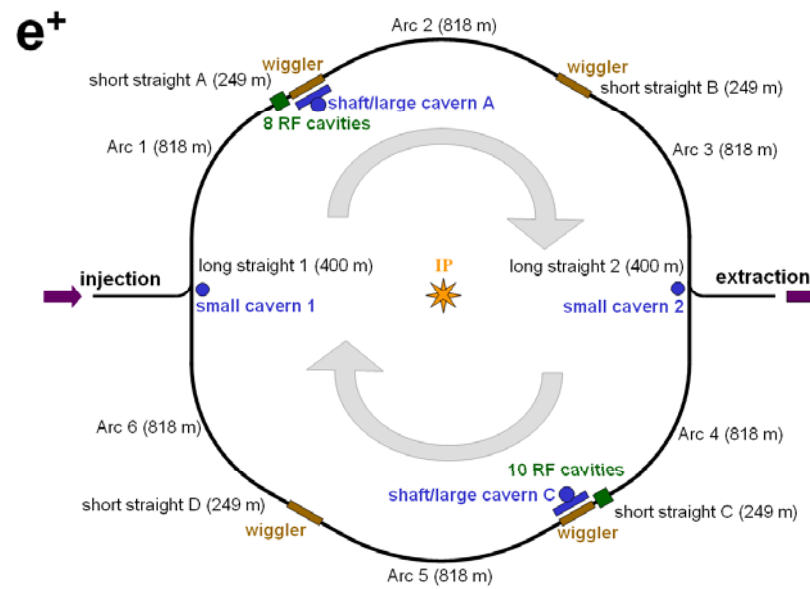 e+
Arc 2 (818 m)
wiggler
wiggler
short straight A (249 m)
short straight B (249 m)
shaft/large cavern A
8 RF cavities
Arc 1 (818 m)
Arc 3 (818 m)
long straight 1 (400 m)
IP
long straight 2 (400 m)
injection
extraction
small cavern 1
small cavern 2
Arc 6 (818 m)
Arc 4 (818 m)
10 RF cavities
shaft/large cavern C
short straight D (249 m)
short straight C (249 m)
wiggler
wiggler
Arc 5 (818 m)